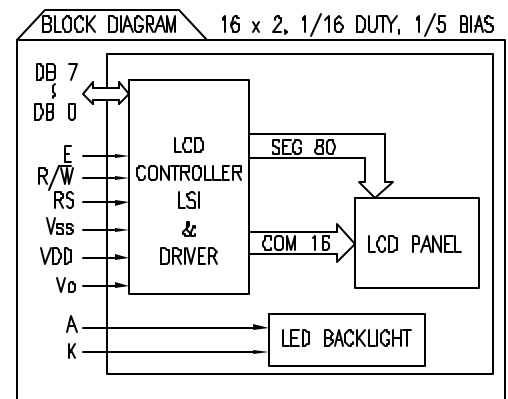 BLOCK DIAGRAM 16 x 2, 1/16 DUTY, 1/5 BIAS
DB 7
~
DB 0
E
R/W̅
RS
Vss
VDD
Vo
A
K
LCD
CONTROLLER
LSI
&
DRIVER
SEG 80
COM 16
LCD PANEL
LED BACKLIGHT